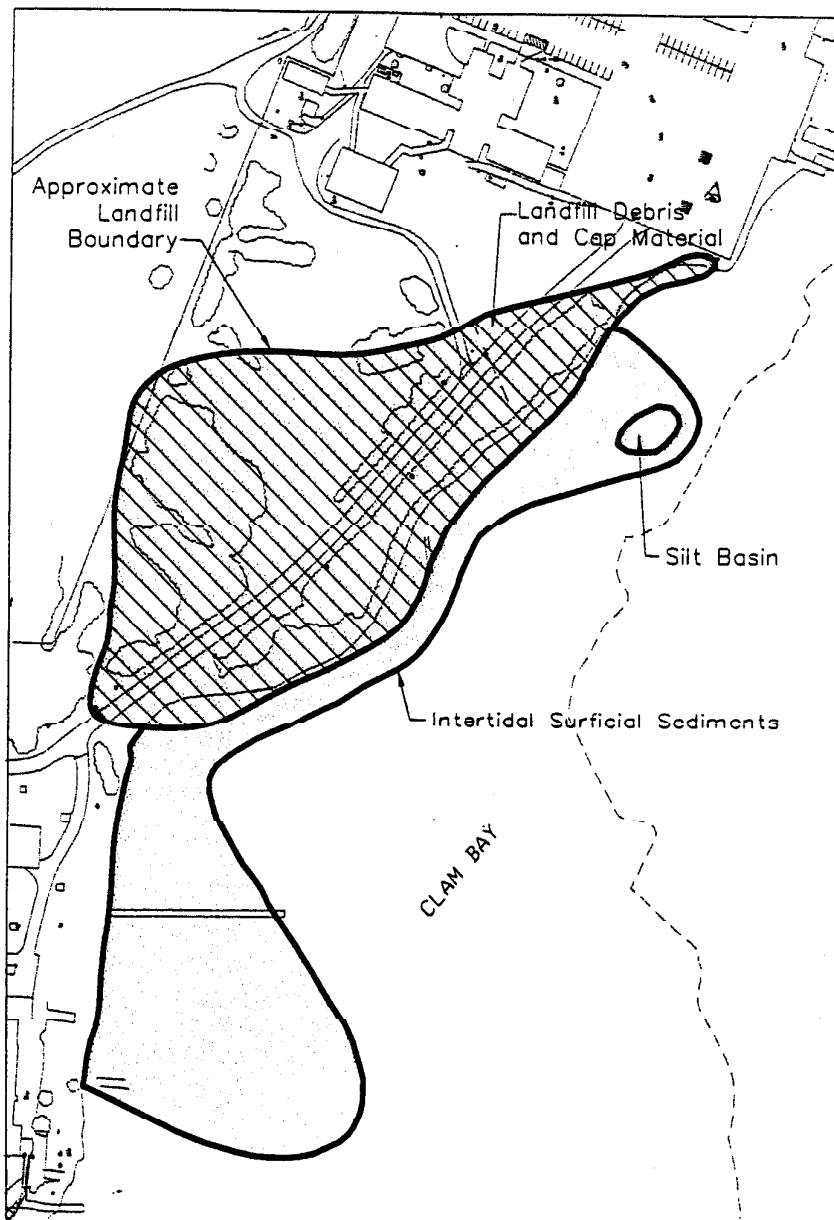 Approximate
Landfill
Boundary
Landfill Debris
and Cap Material
Silt Basin
Intertidal Surficial Sediments
CLAM BAY